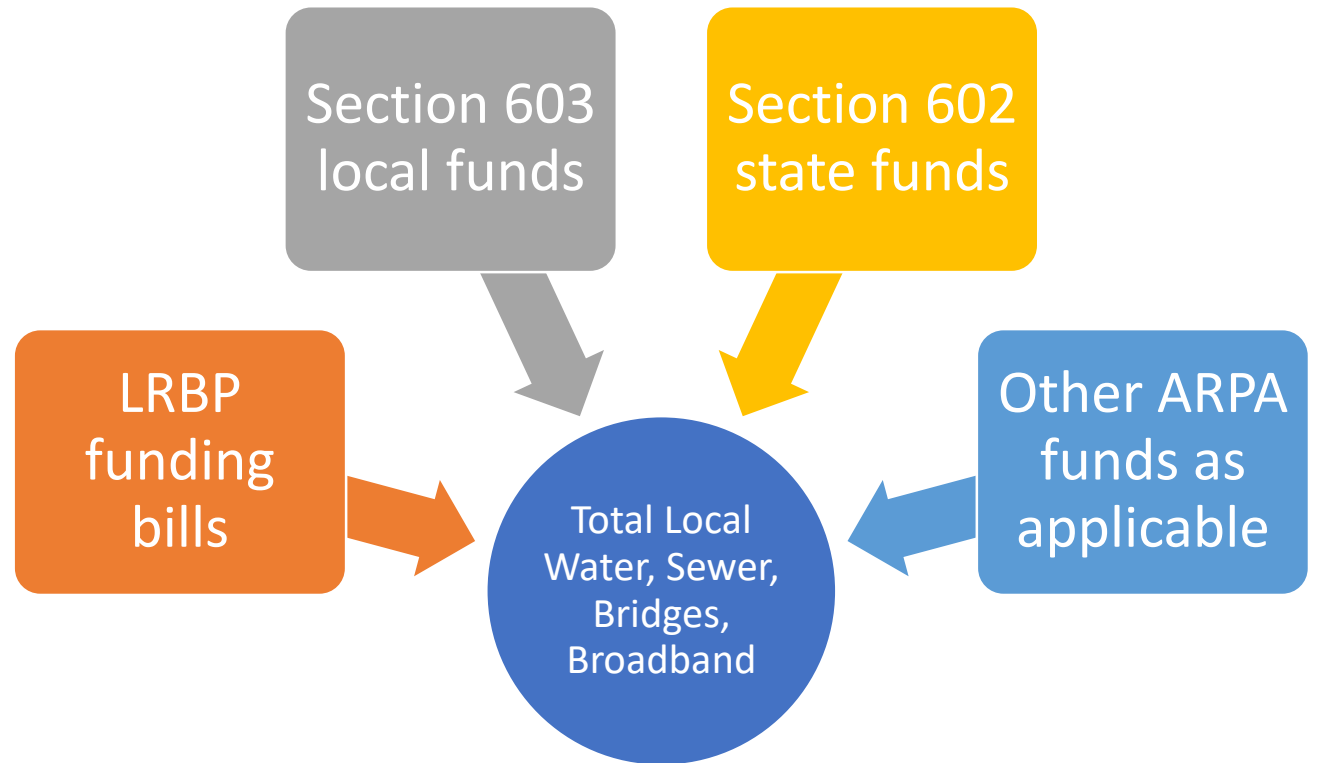 Section 603
local funds
Section 602
state funds
LRBP
funding
bills
Other ARPA
funds as
applicable
Total Local
Water, Sewer,
Bridges,
Broadband